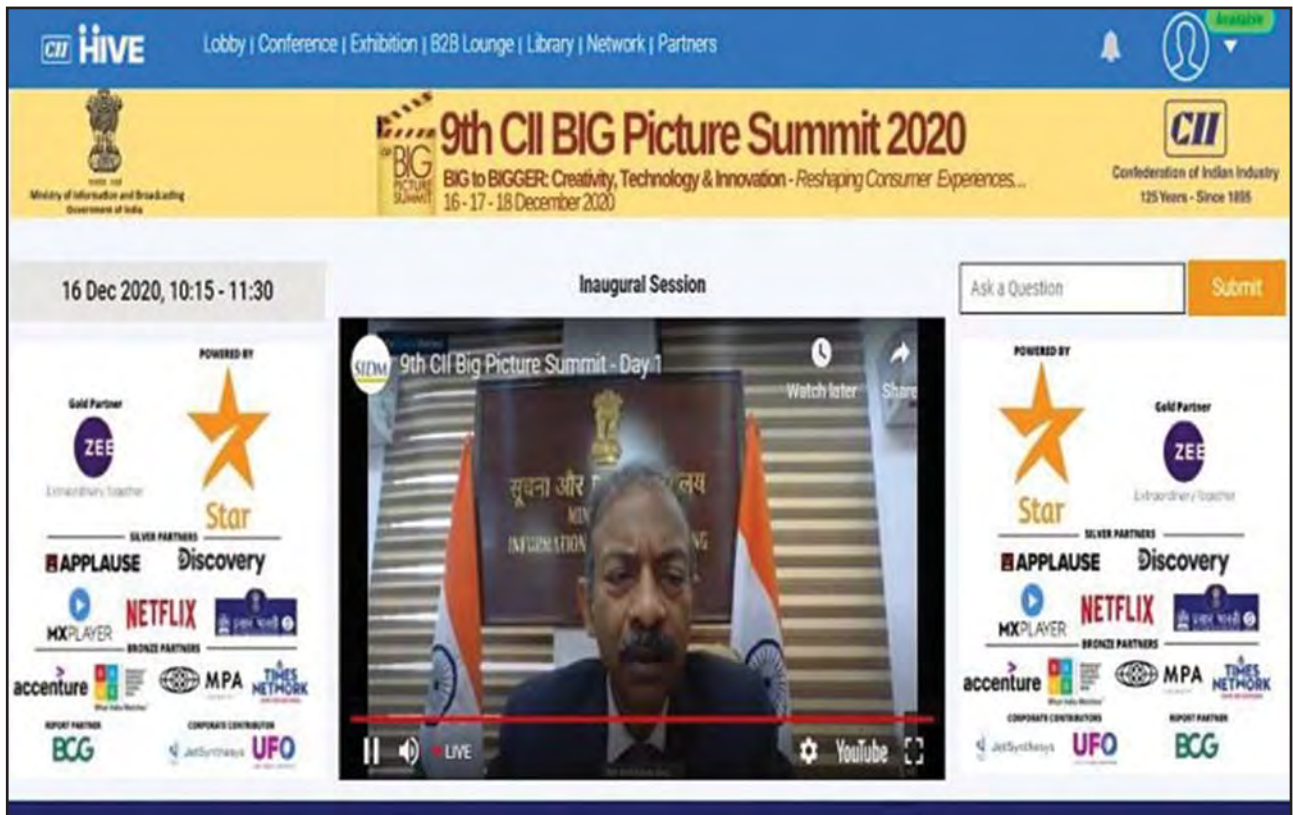 CII HIVE
Lobby | Conference | Exhibition | B2B Lounge | Library | Network | Partners
Available
Ministry of Information and Broadcasting
Government of India
BIG
PICTURE
SUMMIT
9th CII BIG Picture Summit 2020
BIG to BIGGER: Creativity, Technology & Innovation - Reshaping Consumer Experiences...
16 - 17 - 18 December 2020
CII
Confederation of Indian Industry
125 Years - Since 1895
16 Dec 2020, 10:15 - 11:30
Inaugural Session
Ask a Question
Submit
POWERED BY
Gold Partner
ZEE
Extraordinary Together
Star
SILVER PARTNERS
APPLAUSE
Discovery
MXPLAYER
NETFLIX
BRONZE PARTNERS
accenture
MPA
TIMES
NETWORK
REPORT PARTNER
BCG
CORPORATE CONTRIBUTOR
JetSynthesys
UFO
SIDM
9th CII Big Picture Summit - Day 1
Watch later
Share
सूचना और
INFORMATION
LIVE
YouTube
POWERED BY
Star
Gold Partner
ZEE
Extraordinary Together
SILVER PARTNERS
APPLAUSE
Discovery
MXPLAYER
NETFLIX
BRONZE PARTNERS
accenture
MPA
TIMES
NETWORK
CORPORATE CONTRIBUTORS
JetSynthesys
UFO
REPORT PARTNER
BCG